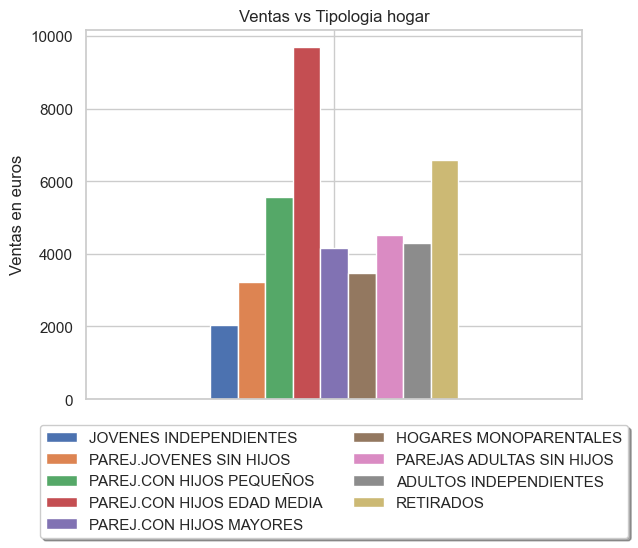 Ventas vs Tipologia hogar
10000
8000
6000
4000
2000
0
Ventas en euros
JOVENES INDEPENDIENTES
PAREJ.JOVENES SIN HIJOS
PAREJ.CON HIJOS PEQUEÑOS
PAREJ.CON HIJOS EDAD MEDIA
PAREJ.CON HIJOS MAYORES
HOGARES MONOPARENTALES
PAREJAS ADULTAS SIN HIJOS
ADULTOS INDEPENDIENTES
RETIRADOS